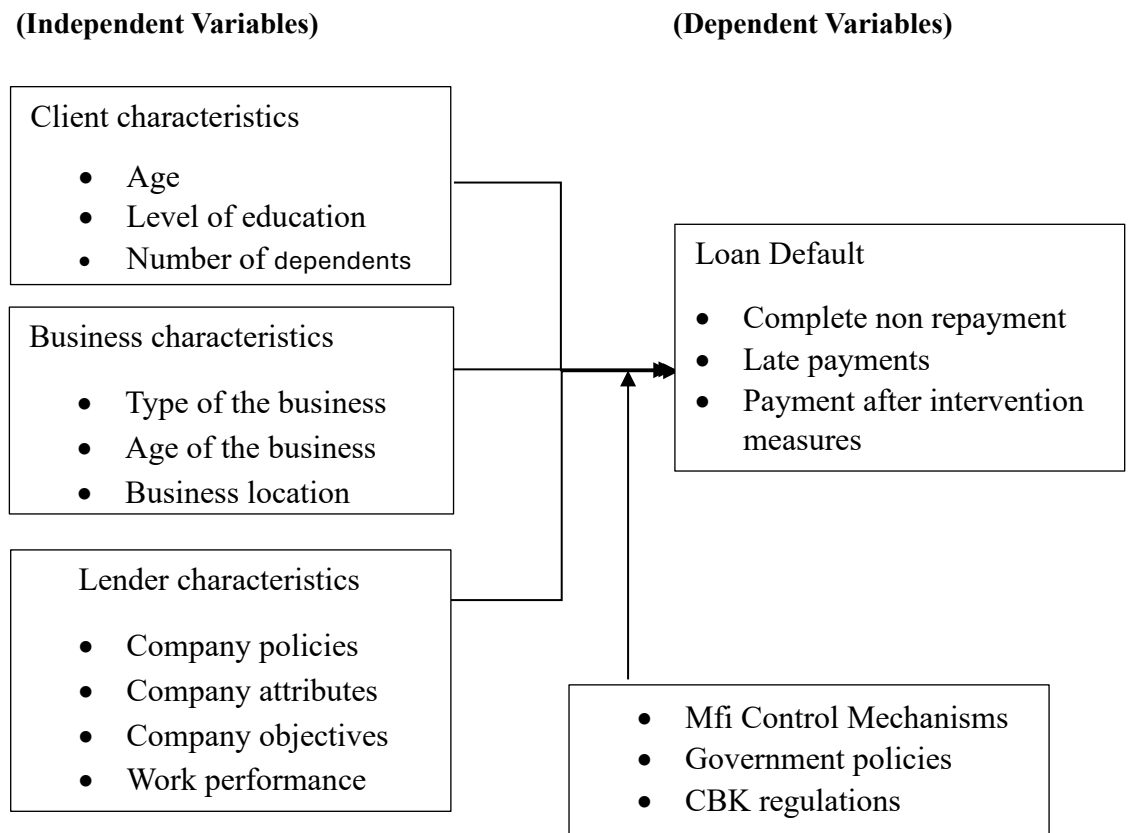 (Independent Variables)
(Dependent Variables)
Client characteristics
• Age
• Level of education
• Number of dependents
Business characteristics
• Type of the business
• Age of the business
• Business location
Lender characteristics
• Company policies
• Company attributes
• Company objectives
• Work performance
Loan Default
• Complete non repayment
• Late payments
• Payment after intervention
measures
• Mfi Control Mechanisms
• Government policies
• CBK regulations